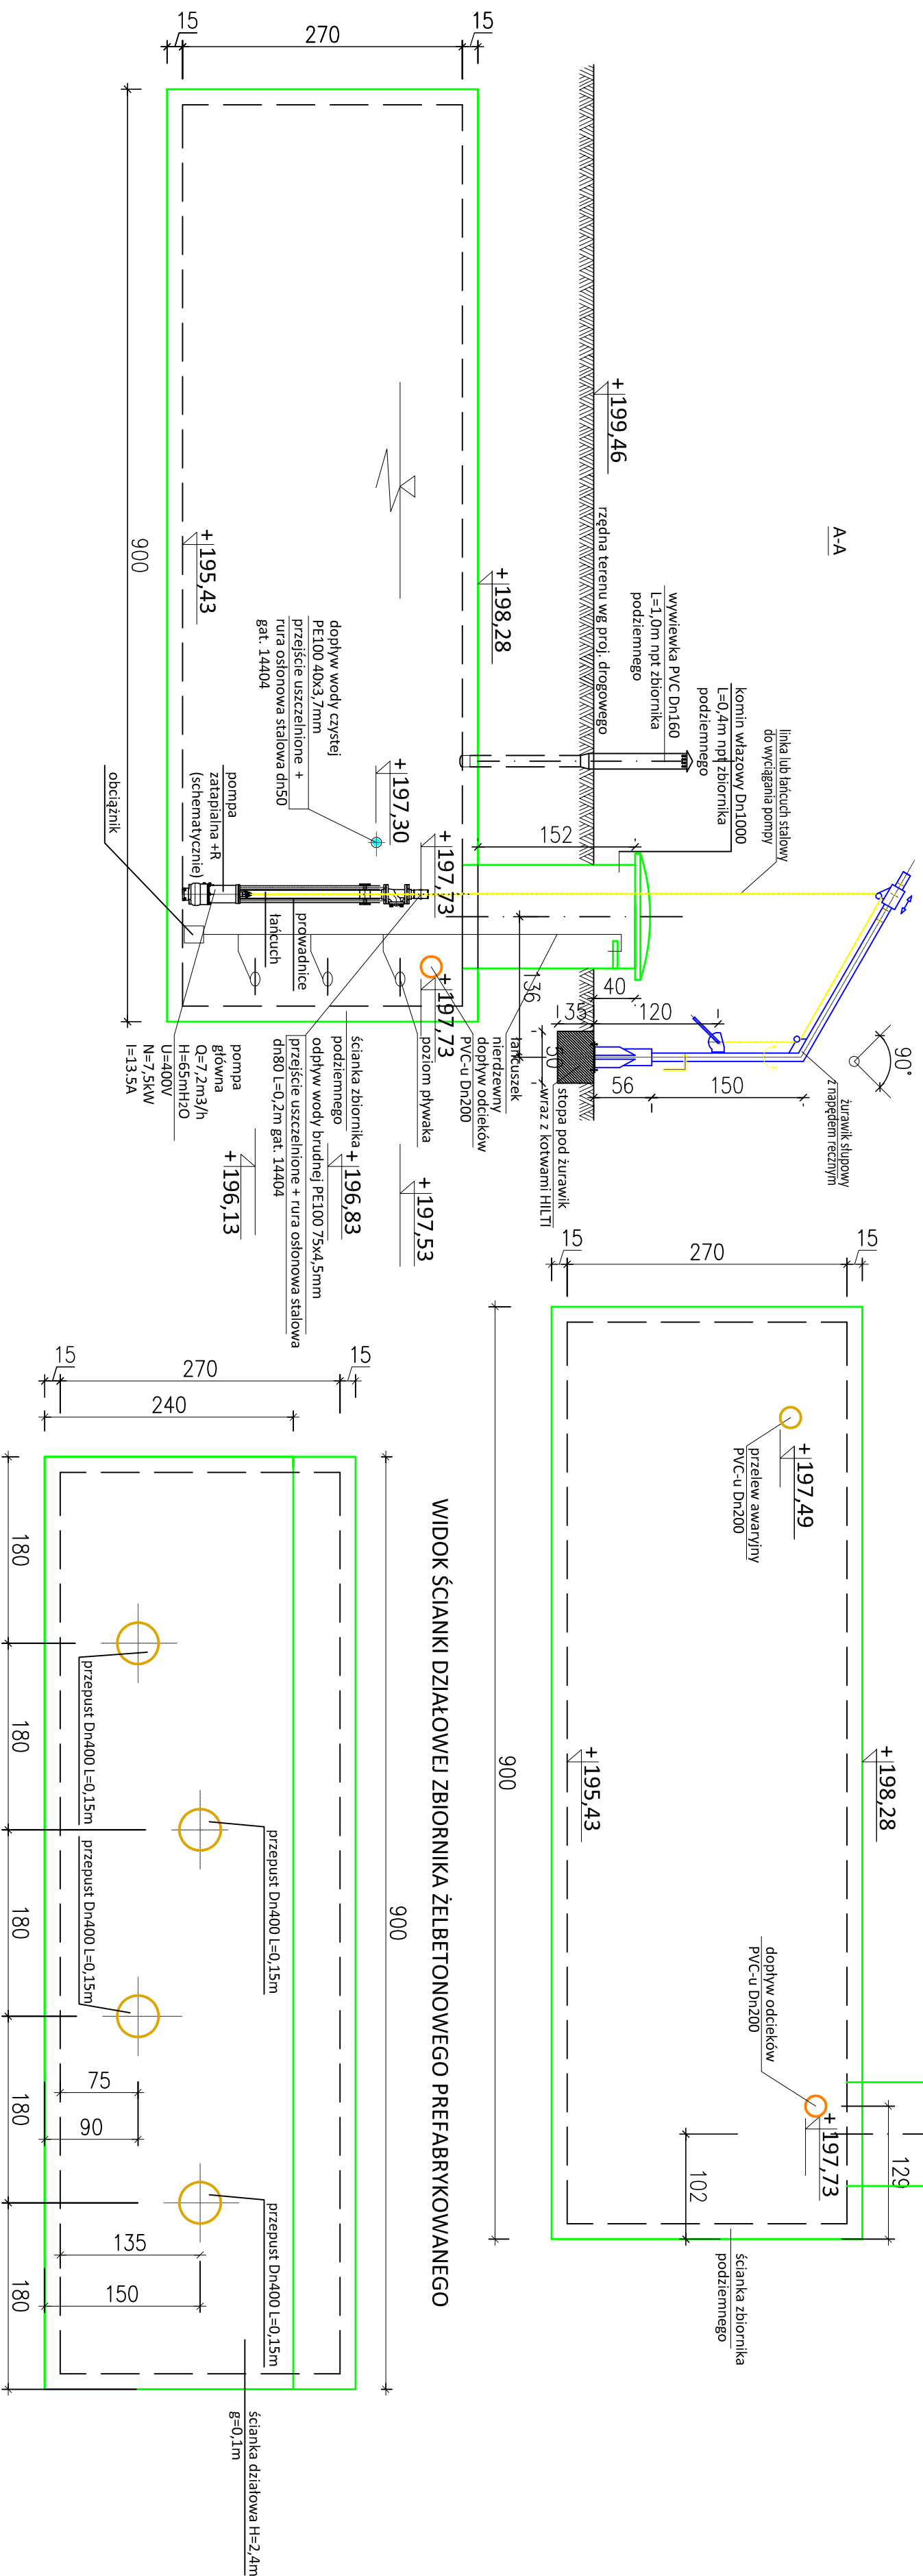 A-A
linka lub łańcuch stalowy
do wyciągania pompy
komin włazowy Dn1000
L=0,4m npt zbiornika
podziemnego
wywiewka PVC Dn160
L=1,0m npt zbiornika
podziemnego
żurawik słupowy
z napędem ręcznym
90°
+199,46
rzędna terenu wg proj. drogowego
152
40
120
150
56
136
35
50
stopa pod żurawik
wraz z kotwami HILTI
15
270
15
+198,28
+197,73
+197,73
łańcuszek
nierdzewny
dopływ odcieków
PVC-u Dn200
poziom pływaka
+197,53
+197,30
dopływ wody czystej
PE100 40x3,7mm
przejście uszczelnione +
rura osłonowa stalowa dn50
gat. 14404
ścianka zbiornika
podziemnego
+196,83
odpływ wody brudnej PE100 75x4,5mm
przejście uszczelnione + rura osłonowa stalowa
dn80 L=0,2m gat. 14404
prowadnice
łańcuch
+196,13
+195,43
pompa
zatapialna +R
(schematycznie)
pompa
główna
Q=7,2m3/h
H=65mH2O
U=400V
N=7,5kW
I=13.5A
obciążnik
900
15
270
15
+198,28
129
102
+197,49
przelew awaryjny
PVC-u Dn200
dopływ odcieków
PVC-u Dn200
+197,73
ścianka zbiornika
podziemnego
+195,43
900
WIDOK ŚCIANKI DZIAŁOWEJ ZBIORNIKA ŻELBETONOWEGO PREFABRYKOWANEGO
900
15
270
15
240
przepust Dn400 L=0,15m
przepust Dn400 L=0,15m
przepust Dn400 L=0,15m
przepust Dn400 L=0,15m
75
90
135
150
ścianka działowa H=2,4m
g=0,1m
180
180
180
180
180